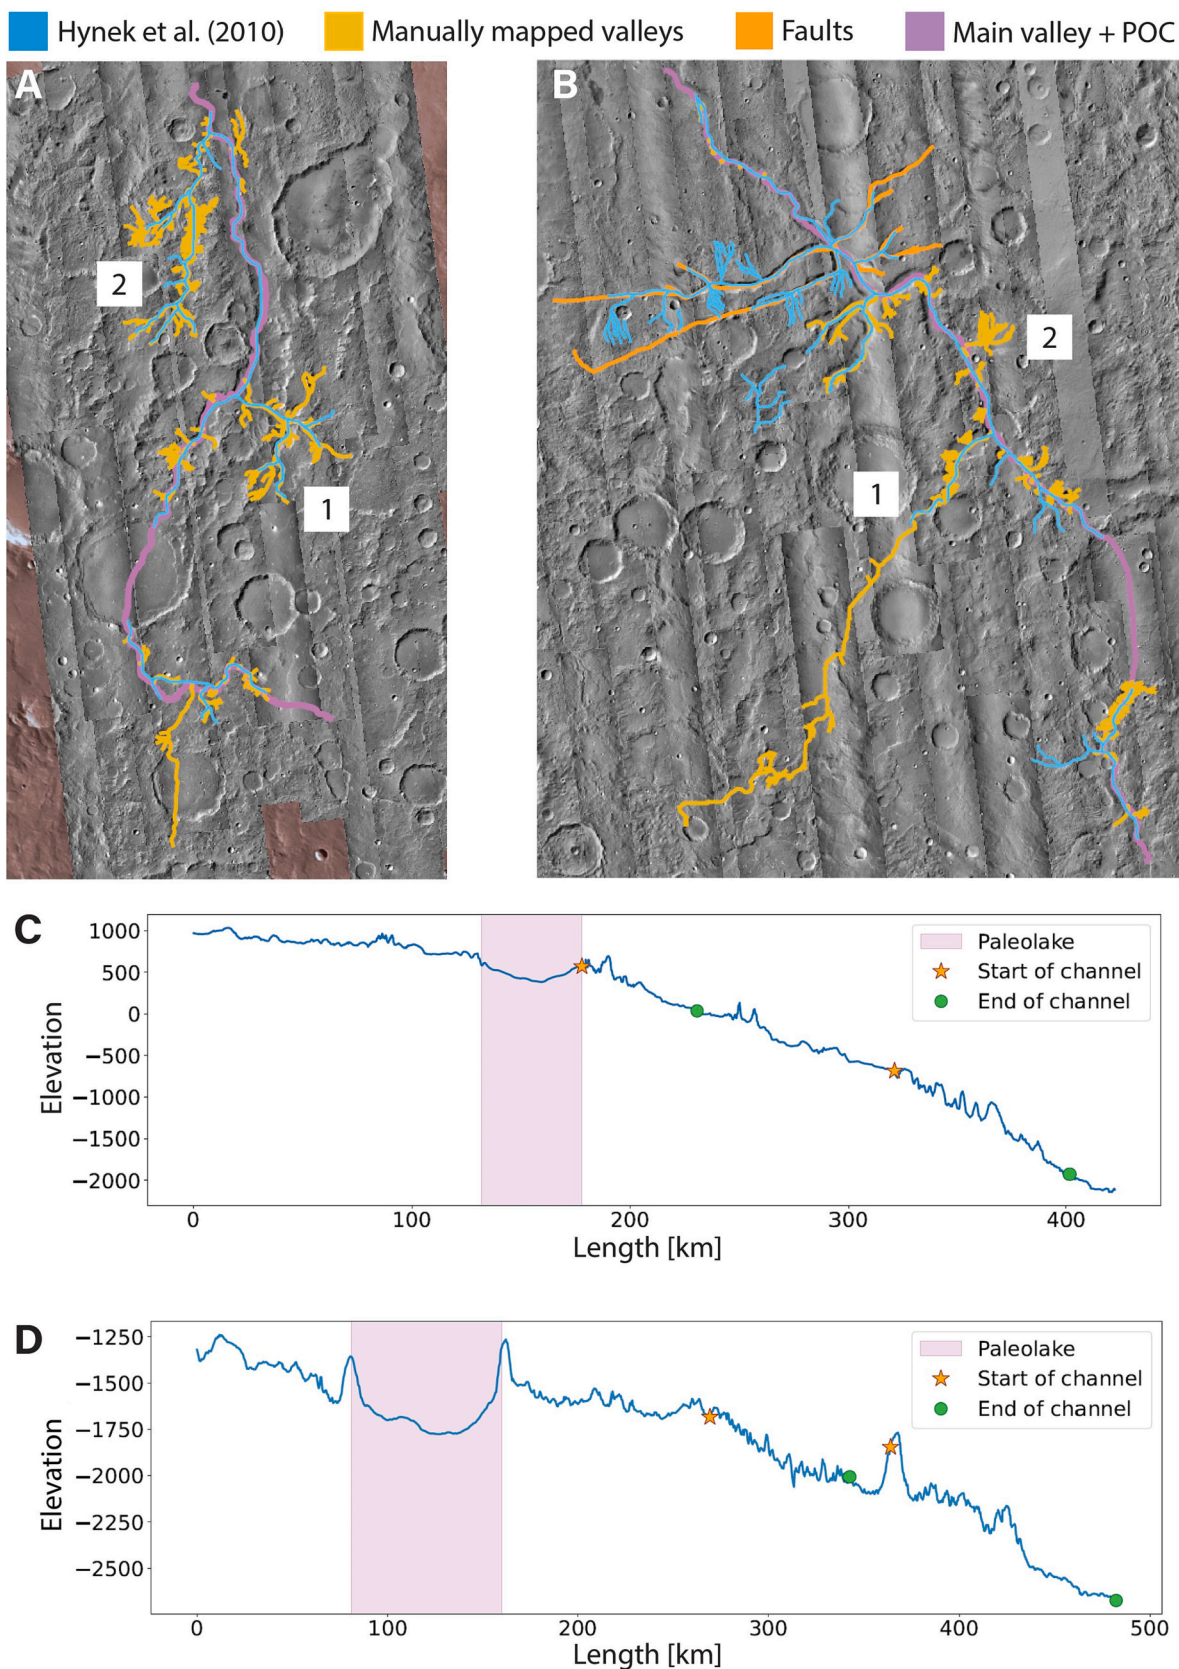 Hynek et al. (2010) Manually mapped valleys Faults Main valley + POC
A
2
1
B
2
1
C
1000
500
0
−500
−1000
−1500
−2000
Elevation
Paleolake
Start of channel
End of channel
0 100 200 300 400
Length [km]
D
−1250
−1500
−1750
−2000
−2250
−2500
Elevation
Paleolake
Start of channel
End of channel
0 100 200 300 400 500
Length [km]